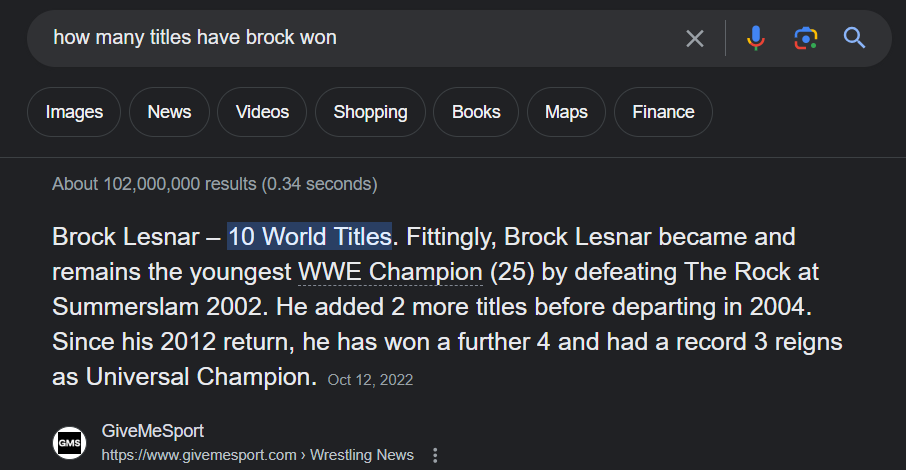 how many titles have brock won
Images News Videos Shopping Books Maps Finance
About 102,000,000 results (0.34 seconds)
Brock Lesnar – 10 World Titles. Fittingly, Brock Lesnar became and
remains the youngest WWE Champion (25) by defeating The Rock at
Summerslam 2002. He added 2 more titles before departing in 2004.
Since his 2012 return, he has won a further 4 and had a record 3 reigns
as Universal Champion. Oct 12, 2022
GMS
GiveMeSport
https://www.givemesport.com › Wrestling News